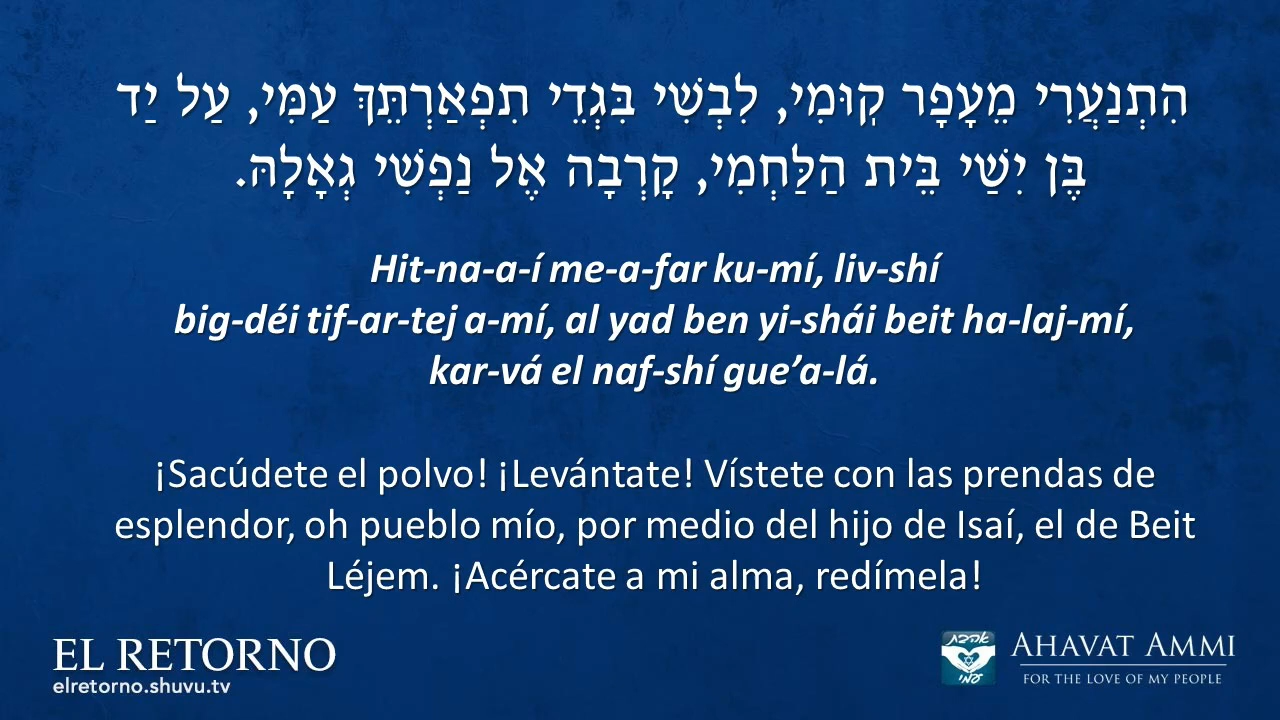 הִתְנַעֲרִי מֵעָפָר קֽוּמִי, לִבְשִׁי בִּגְדֵי תִפְאַרְתֵּךְ עַמִּי, עַל יַד
בֶּן יִשַׁי בֵּית הַלַּחְמִי, קָרְבָה אֶל נַפְשִׁי גְאָלָהּ.
Hit-na-a-í me-a-far ku-mí, liv-shí
big-déi tif-ar-tej a-mí, al yad ben yi-shái beit ha-laj-mí,
kar-vá el naf-shí gue’a-lá.
¡Sacúdete el polvo! ¡Levántate! Vístete con las prendas de
esplendor, oh pueblo mío, por medio del hijo de Isaí, el de Beit
Léjem. ¡Acércate a mi alma, redímela!
EL RETORNO
elretorno.shuvu.tv
אהבת
עמי
AHAVAT AMMI
FOR THE LOVE OF MY PEOPLE